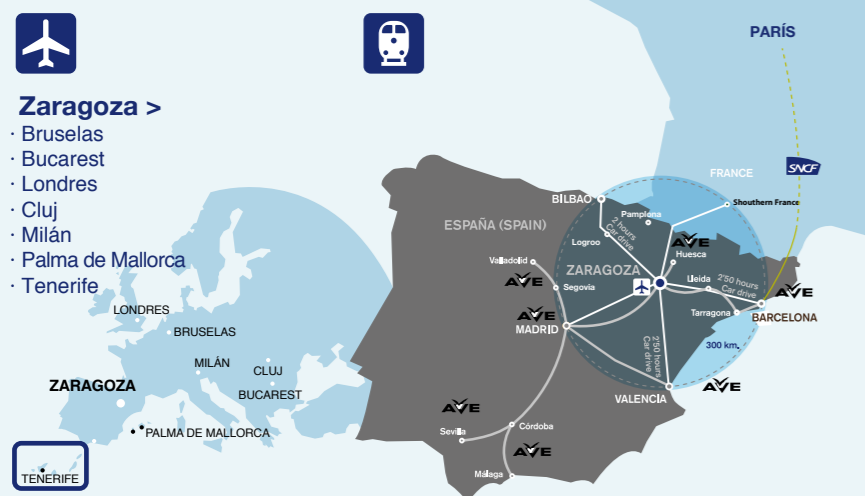 Zaragoza >
· Bruselas
· Bucarest
· Londres
· Cluj
· Milán
· Palma de Mallorca
· Tenerife
LONDRES
BRUSELAS
MILÁN
CLUJ
BUCAREST
ZARAGOZA
PALMA DE MALLORCA
TENERIFE
PARÍS
SNCF
FRANCE
Shouthern France
BILBAO
Pamplona
ESPAÑA (SPAIN)
2 hours
Car drive
Logroo
AVE
Huesca
Valladolid
ZARAGOZA
AVE
Segovia
Lleida
2'50 hours
Car drive
AVE
AVE
MADRID
Tarragona
BARCELONA
2'50 hours
Car drive
300 km.
AVE
VALENCIA
AVE
Sevilla
Córdoba
AVE
Málaga